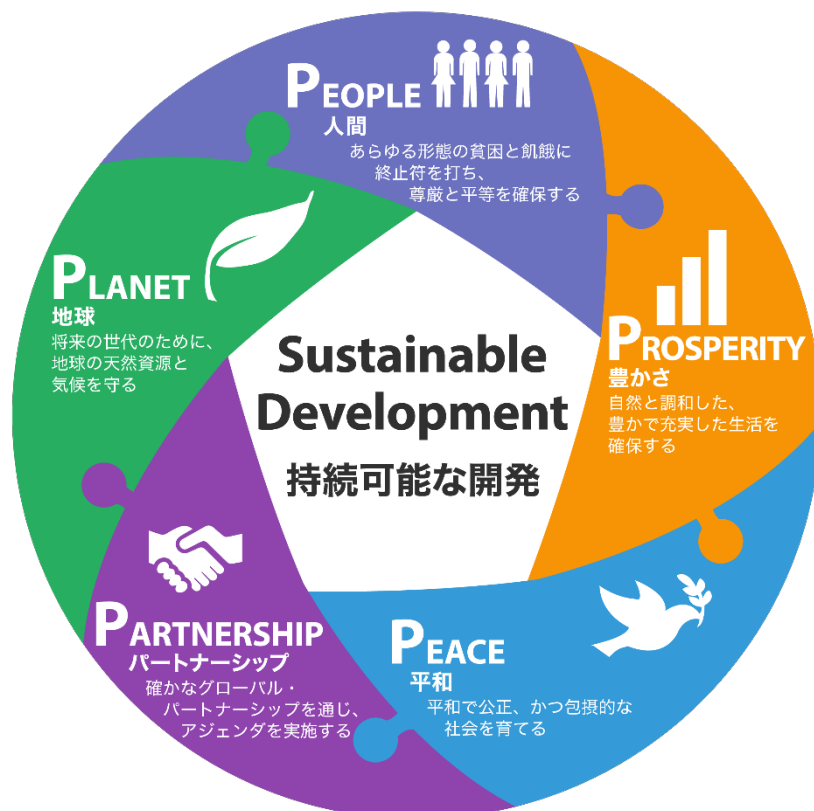 PEOPLE
人間
あらゆる形態の貧困と飢餓に
終止符を打ち、
尊厳と平等を確保する
PROSPERITY
豊かさ
自然と調和した、
豊かで充実した生活を
確保する
PEACE
平和
平和で公正、かつ包摂的な
社会を育てる
PARTNERSHIP
パートナーシップ
確かなグローバル・
パートナーシップを通じ、
アジェンダを実施する
PLANET
地球
将来の世代のために、
地球の天然資源と
気候を守る
Sustainable
Development
持続可能な開発